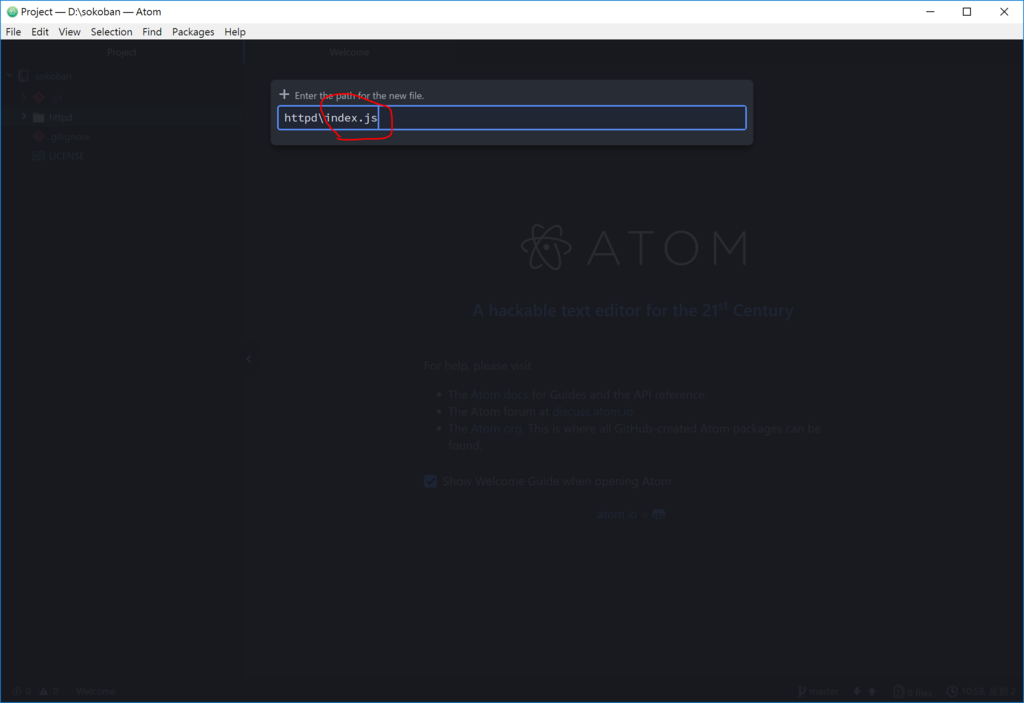 Project — D:\sokoban — Atom
File Edit View Selection Find Packages Help
Project
Welcome
sokoban
.git
httpd
.gitignore
LICENSE
Enter the path for the new file.
httpd\index.js
ATOM
A hackable text editor for the 21st Century
For help, please visit
The Atom docs for Guides and the API reference.
The Atom forum at discuss.atom.io
The Atom org. This is where all GitHub-created Atom packages can be
found.
Show Welcome Guide when opening Atom
atom.io ×
0 0 Welcome
master 0 files